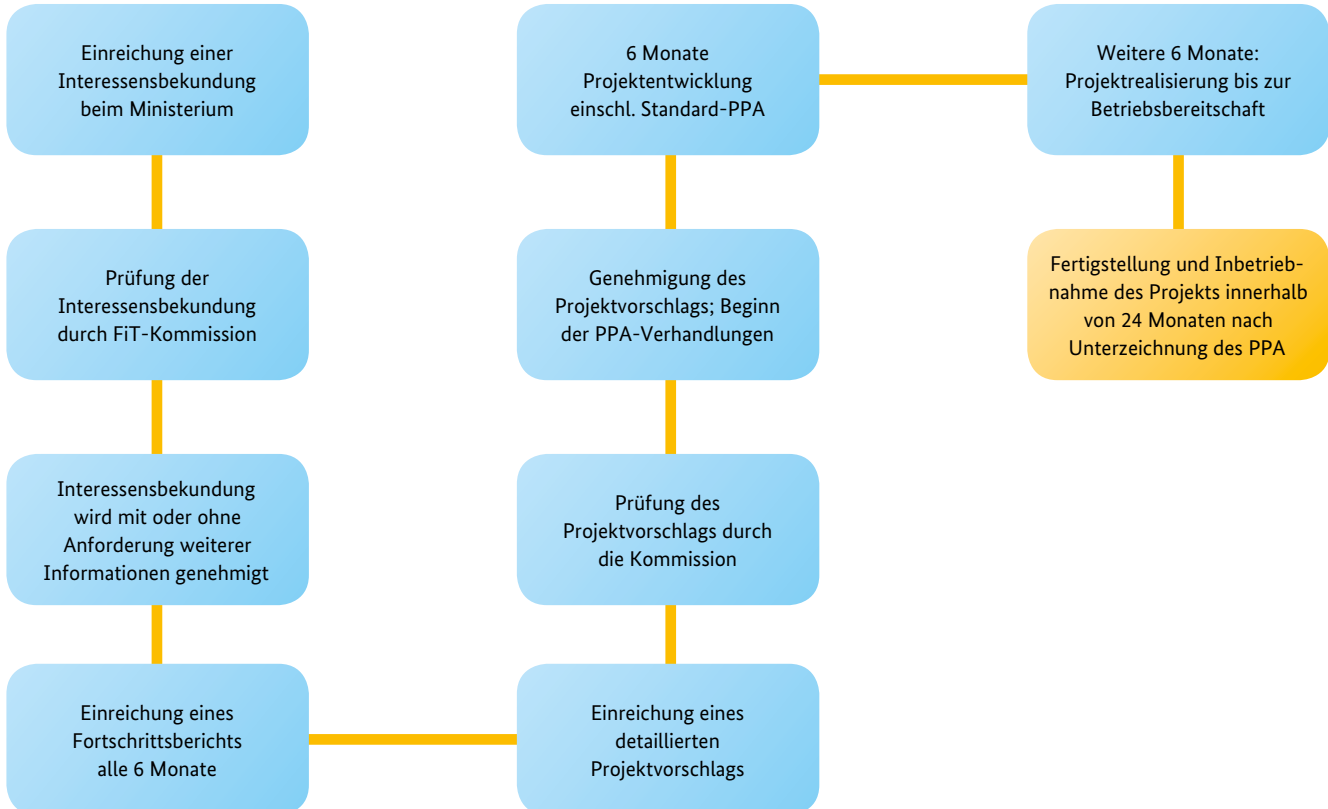 Einreichung einer
Interessensbekundung
beim Ministerium
Prüfung der
Interessensbekundung
durch FiT-Kommission
Interessensbekundung
wird mit oder ohne
Anforderung weiterer
Informationen genehmigt
Einreichung eines
Fortschrittsberichts
alle 6 Monate
Einreichung eines
detaillierten
Projektvorschlags
Prüfung des
Projektvorschlags durch
die Kommission
Genehmigung des
Projektvorschlags; Beginn
der PPA-Verhandlungen
6 Monate
Projektentwicklung
einschl. Standard-PPA
Weitere 6 Monate:
Projektrealisierung bis zur
Betriebsbereitschaft
Fertigstellung und Inbetrieb-
nahme des Projekts innerhalb
von 24 Monaten nach
Unterzeichnung des PPA